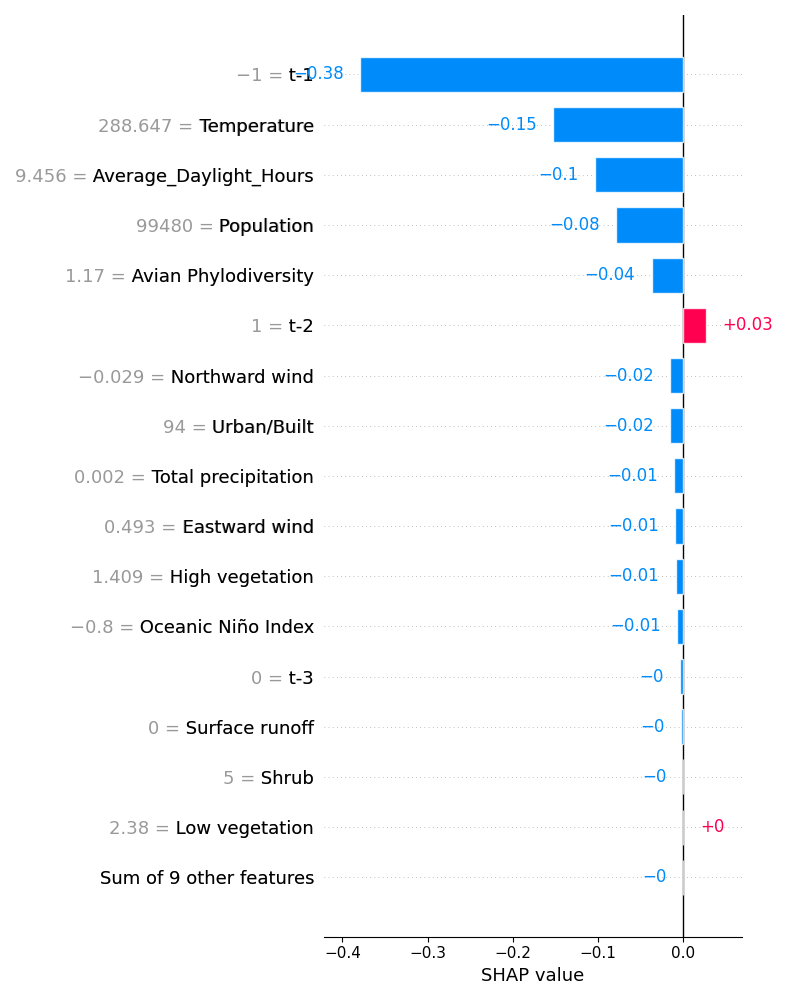 −1 = t-1 −0.38
288.647 = Temperature −0.15
9.456 = Average_Daylight_Hours −0.1
99480 = Population −0.08
1.17 = Avian Phylodiversity −0.04
1 = t-2 +0.03
−0.029 = Northward wind −0.02
94 = Urban/Built −0.02
0.002 = Total precipitation −0.01
0.493 = Eastward wind −0.01
1.409 = High vegetation −0.01
−0.8 = Oceanic Niño Index −0.01
0 = t-3 −0
0 = Surface runoff −0
5 = Shrub −0
2.38 = Low vegetation +0
Sum of 9 other features −0
−0.4 −0.3 −0.2 −0.1 0.0
SHAP value